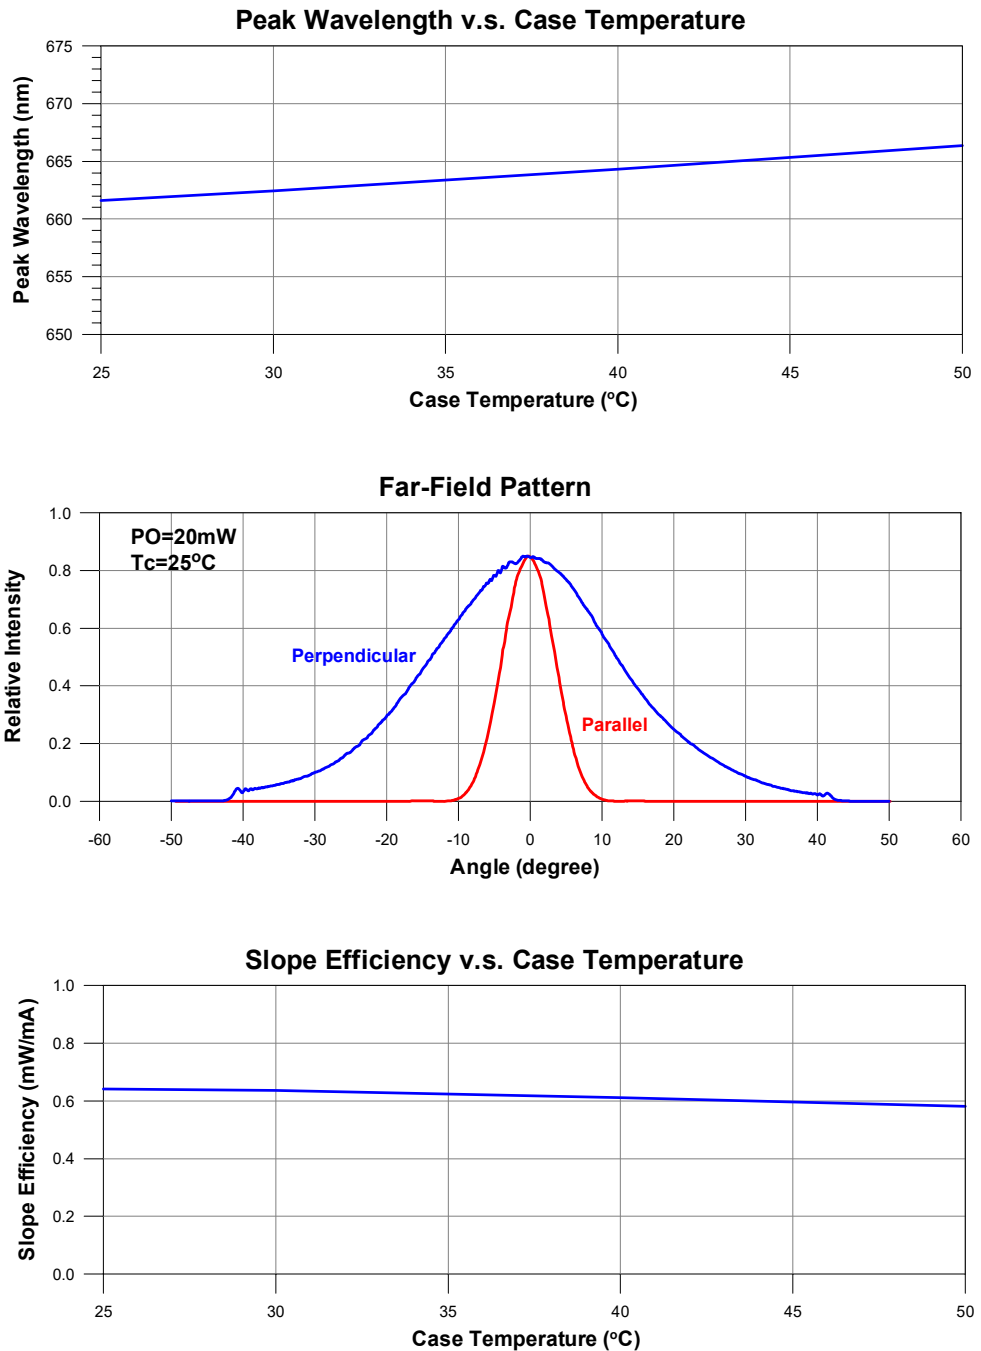 Peak Wavelength v.s. Case Temperature
675
670
665
660
655
650
Peak Wavelength (nm)
25 30 35 40 45 50
Case Temperature (°C)
Far-Field Pattern
1.0
0.8
0.6
0.4
0.2
0.0
Relative Intensity
PO=20mW
Tc=25°C
Perpendicular
Parallel
-60 -50 -40 -30 -20 -10 0 10 20 30 40 50 60
Angle (degree)
Slope Efficiency v.s. Case Temperature
1.0
0.8
0.6
0.4
0.2
0.0
Slope Efficiency (mW/mA)
25 30 35 40 45 50
Case Temperature (°C)